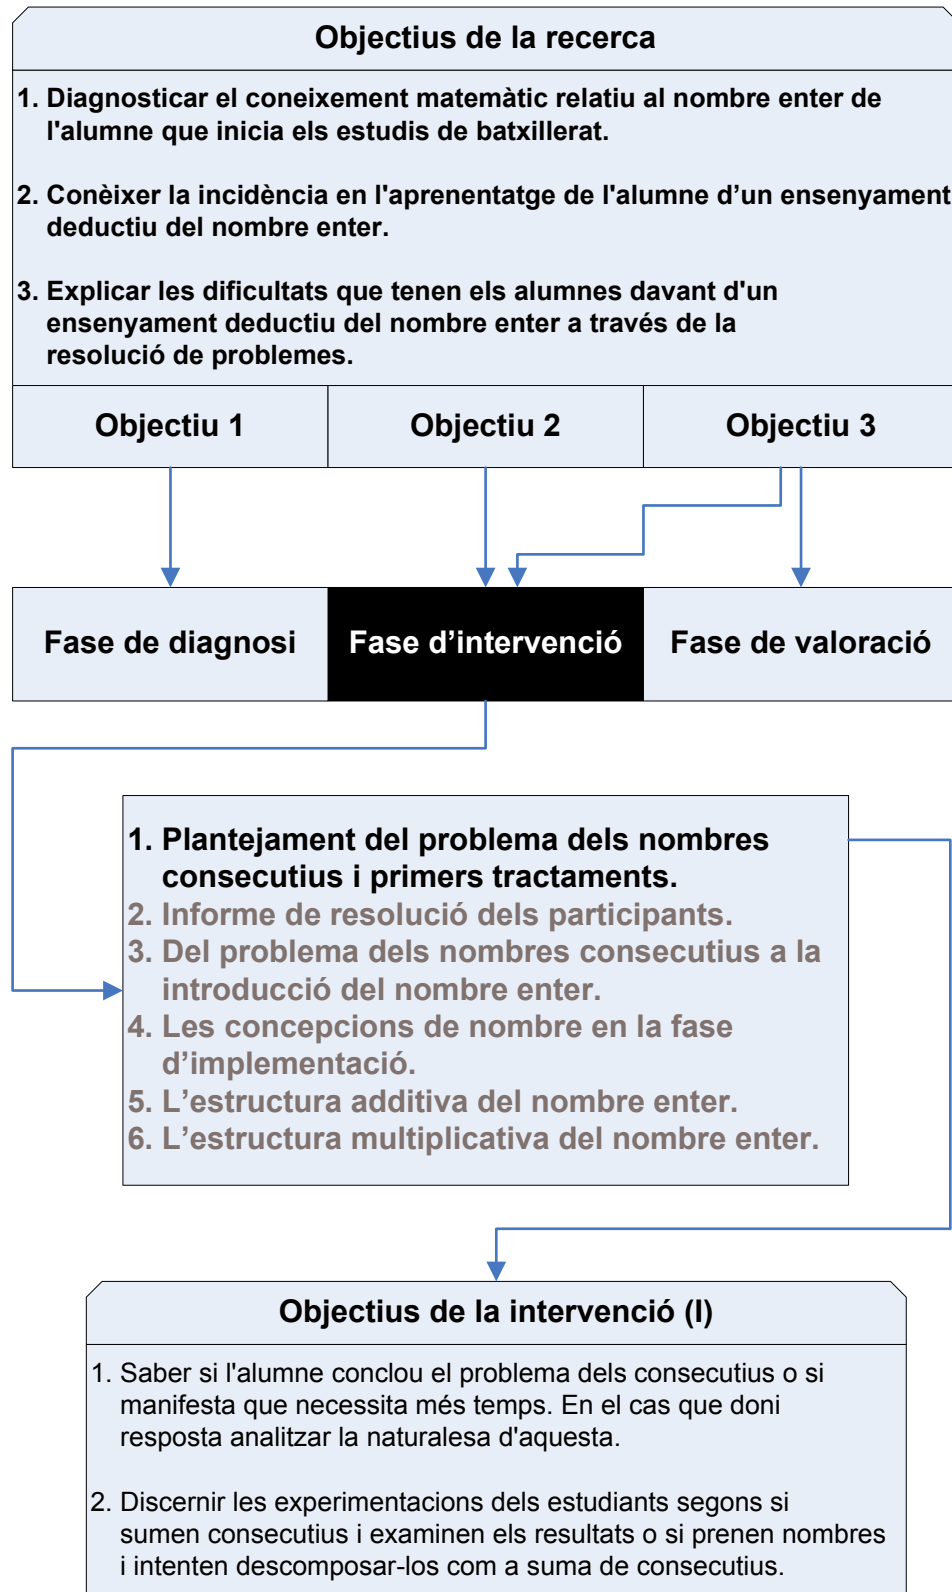 Objectius de la recerca
1. Diagnosticar el coneixement matemàtic relatiu al nombre enter de
l'alumne que inicia els estudis de batxillerat.
2. Conèixer la incidència en l'aprenentatge de l'alumne d’un ensenyament
deductiu del nombre enter.
3. Explicar les dificultats que tenen els alumnes davant d'un
ensenyament deductiu del nombre enter a través de la
resolució de problemes.
Objectiu 1
Objectiu 2
Objectiu 3
Fase de diagnosi
Fase d’intervenció
Fase de valoració
1. Plantejament del problema dels nombres
consecutius i primers tractaments.
2. Informe de resolució dels participants.
3. Del problema dels nombres consecutius a la
introducció del nombre enter.
4. Les concepcions de nombre en la fase
d’implementació.
5. L’estructura additiva del nombre enter.
6. L’estructura multiplicativa del nombre enter.
Objectius de la intervenció (I)
1. Saber si l'alumne conclou el problema dels consecutius o si
manifesta que necessita més temps. En el cas que doni
resposta analitzar la naturalesa d'aquesta.
2. Discernir les experimentacions dels estudiants segons si
sumen consecutius i examinen els resultats o si prenen nombres
i intenten descomposar-los com a suma de consecutius.